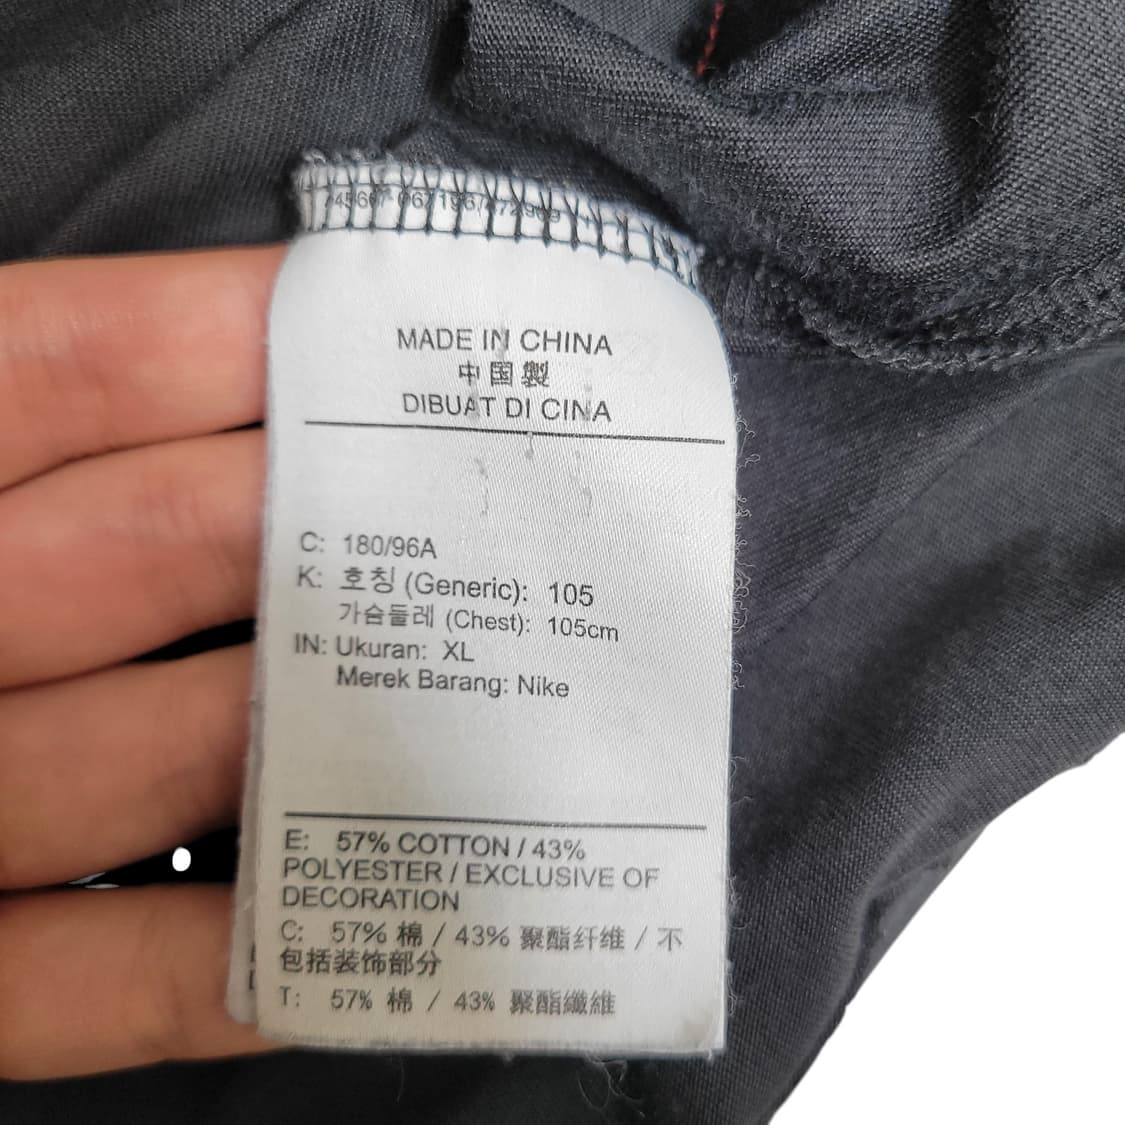 MADE IN CHINA
中国製
DIBUAT DI CINA
C: 180/96A
K: 호칭 (Generic): 105
가슴둘레 (Chest): 105cm
IN: Ukuran: XL
Merek Barang: Nike
E: 57% COTTON / 43%
POLYESTER / EXCLUSIVE OF
DECORATION
C: 57% 棉 / 43% 聚酯纤维 / 不
包括装饰部分
T: 57% 棉 / 43% 聚酯纖維